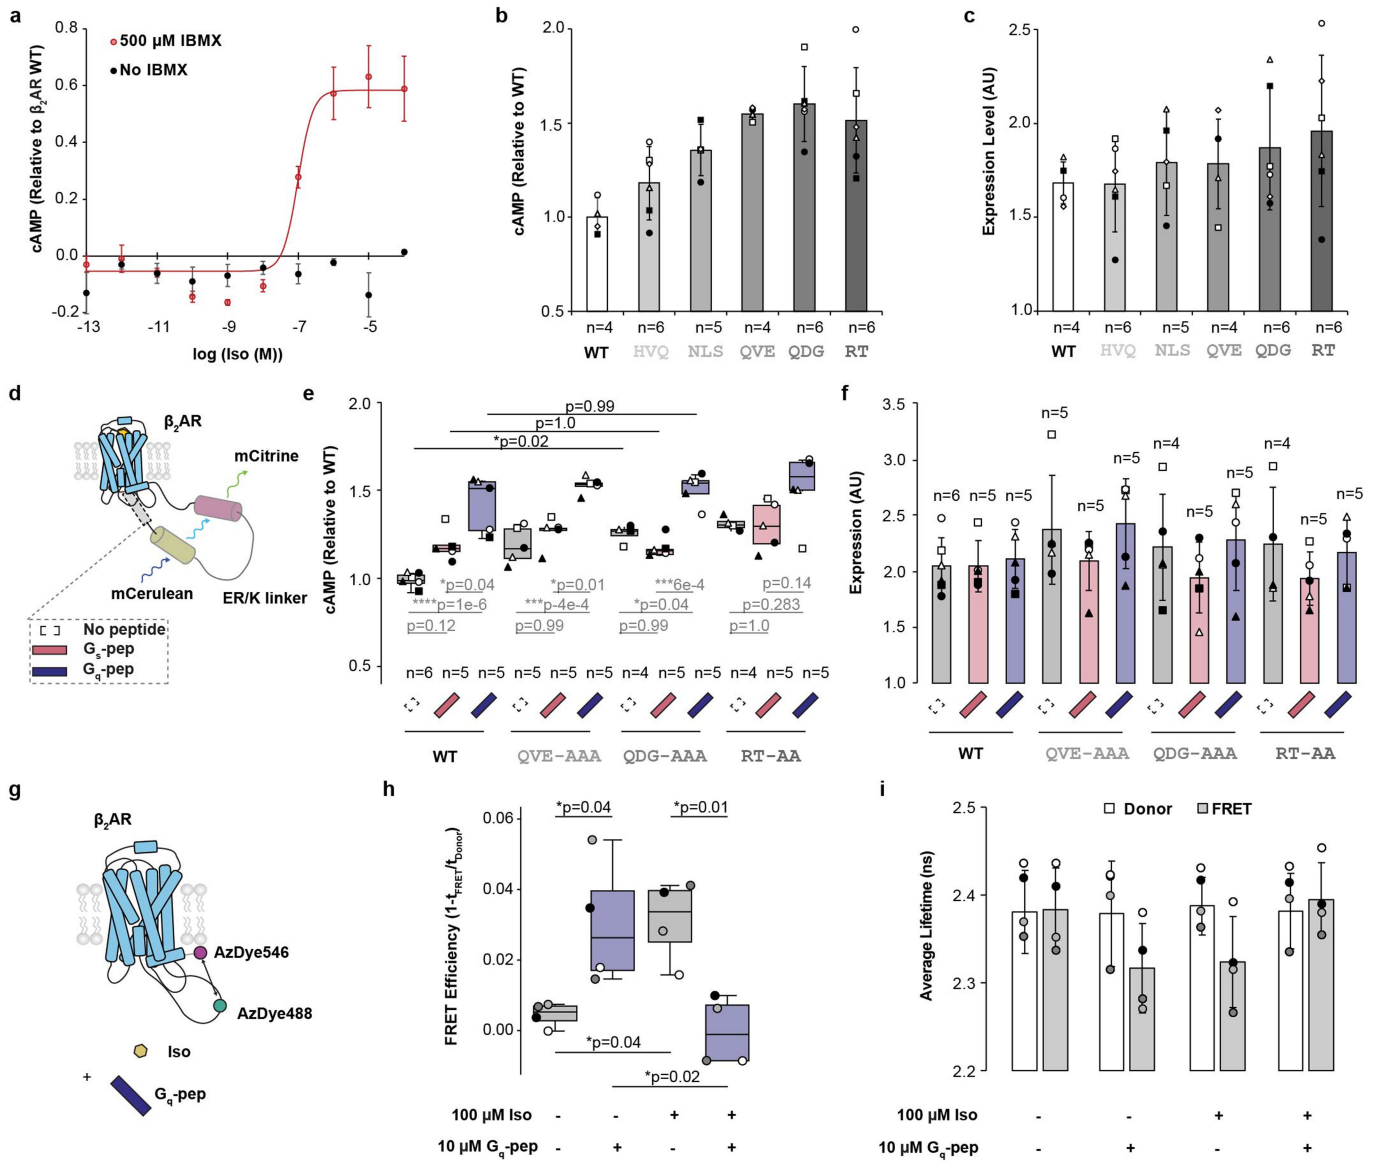 a
cAMP (Relative to β2AR WT)
0.8
0.6
0.4
0.2
0.0
-0.2
500 µM IBMX
No IBMX
-13 -11 -9 -7 -5
log (Iso (M))
b
cAMP (Relative to WT)
2.0
1.5
1.0
0.5
n=4 n=6 n=5 n=4 n=6 n=6
WT HVQ NLS QVE QDG RT
c
Expression Level (AU)
2.5
2.0
1.5
1.0
n=4 n=6 n=5 n=4 n=6 n=6
WT HVQ NLS QVE QDG RT
d
β2AR
mCitrine
mCerulean
ER/K linker
No peptide
Gs-pep
Gq-pep
e
cAMP (Relative to WT)
2.0
1.5
1.0
0.5
p=0.99
p=1.0
*p=0.02
*p=0.04 *p=0.01 ***6e-4 p=0.14
****p=1e-6 ***p-4e-4 *p=0.04 p=0.283
p=0.12 p=0.99 p=0.99 p=1.0
n=6 n=5 n=5 n=5 n=5 n=5 n=4 n=5 n=5 n=4 n=5 n=5
WT QVE-AAA QDG-AAA RT-AA
f
Expression (AU)
3.5
3.0
2.5
2.0
1.5
1.0
n=6 n=5 n=5 n=5 n=5 n=5 n=4 n=5 n=5 n=4 n=5 n=5
WT QVE-AAA QDG-AAA RT-AA
g
β2AR
AzDye546
AzDye488
Iso
+
Gq-pep
h
FRET Efficiency (1-tFRET/tDonor)
0.06
0.04
0.02
0.00
*p=0.04 *p=0.01
*p=0.04
*p=0.02
100 µM Iso - - + +
10 µM Gq-pep - + - +
i
Average Lifetime (ns)
2.5
2.4
2.3
2.2
Donor FRET
100 µM Iso - - + +
10 µM Gq-pep - + - +